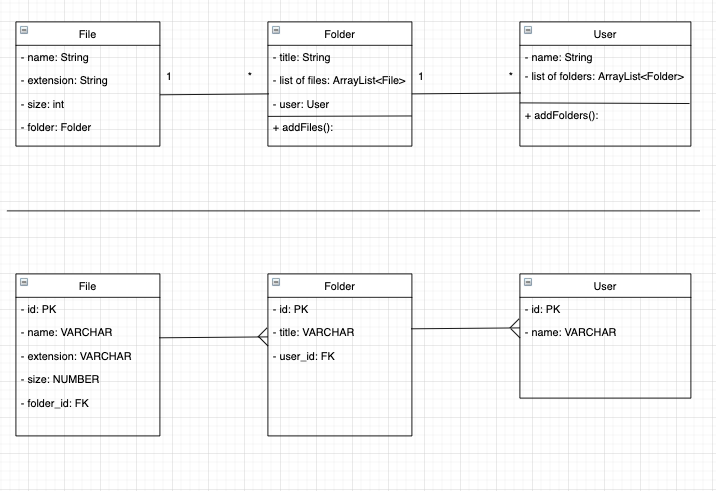 File
- name: String
- extension: String
- size: int
- folder: Folder
1
*
Folder
- title: String
- list of files: ArrayList<File>
- user: User
+ addFiles():
1
*
User
- name: String
- list of folders: ArrayList<Folder>
+ addFolders():
File
- id: PK
- name: VARCHAR
- extension: VARCHAR
- size: NUMBER
- folder_id: FK
Folder
- id: PK
- title: VARCHAR
- user_id: FK
User
- id: PK
- name: VARCHAR